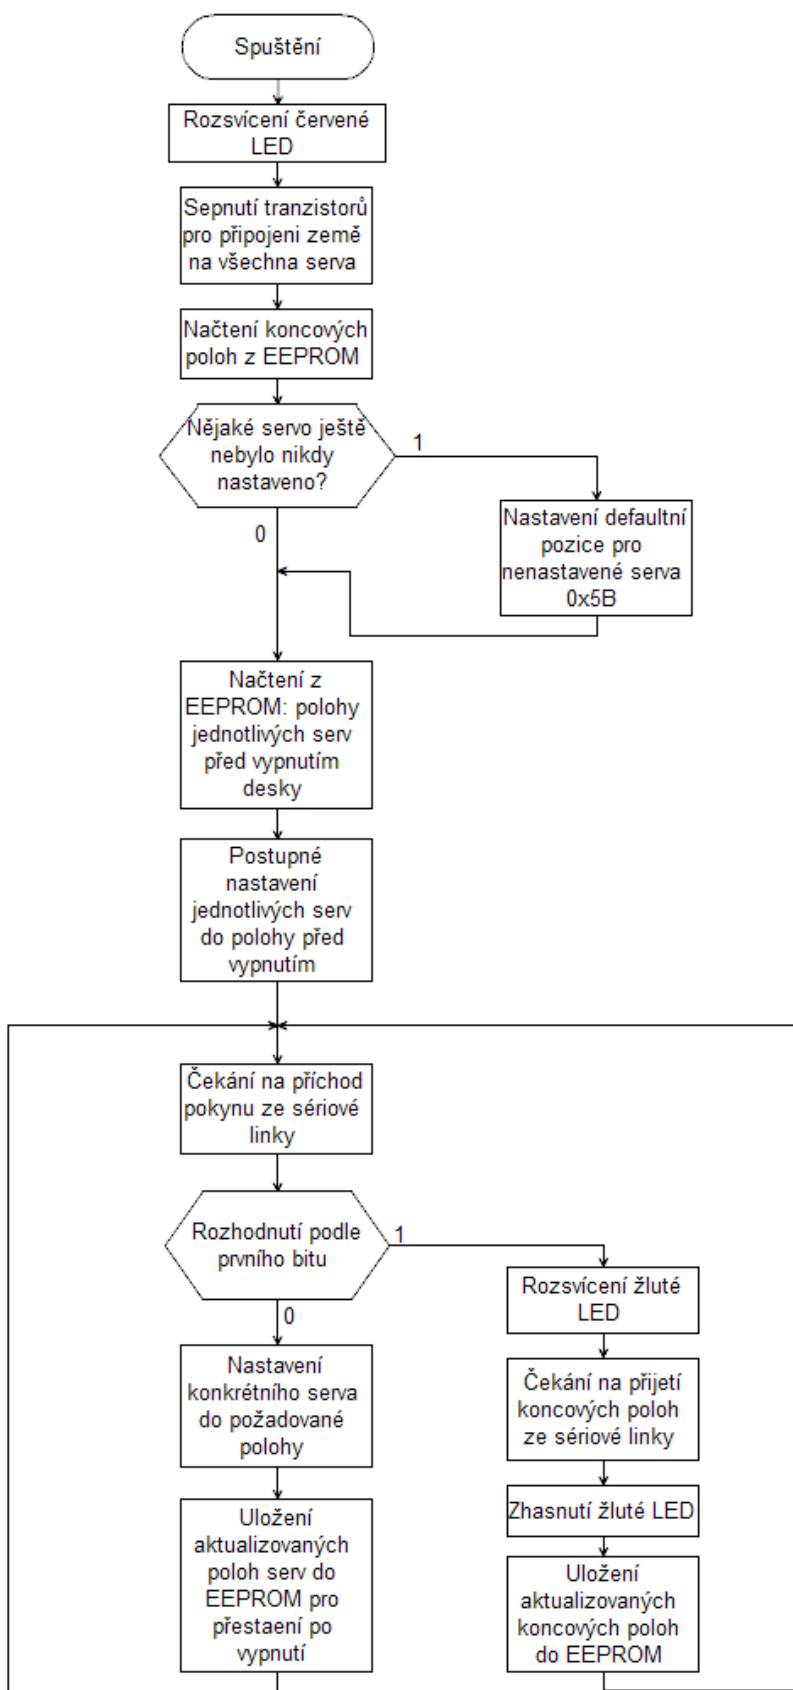 Spuštění
Rozsvícení červené
LED
Sepnutí tranzistorů
pro připojeni země
na všechna serva
Načtení koncových
poloh z EEPROM
Nějaké servo ještě
nebylo nikdy
nastaveno?
1
0
Nastavení defaultní
pozice pro
nenastavené serva
0x5B
Načtení z
EEPROM: polohy
jednotlivých serv
před vypnutím
desky
Postupné
nastavení
jednotlivých serv
do polohy před
vypnutím
Čekání na příchod
pokynu ze sériové
linky
Rozhodnutí podle
prvního bitu
1
0
Nastavení
konkrétního serva
do požadované
polohy
Uložení
aktualizovaných
poloh serv do
EEPROM pro
přestaení po
vypnutí
Rozsvícení žluté
LED
Čekání na přijetí
koncových poloh
ze sériové linky
Zhasnutí žluté LED
Uložení
aktualizovaných
koncových poloh
do EEPROM